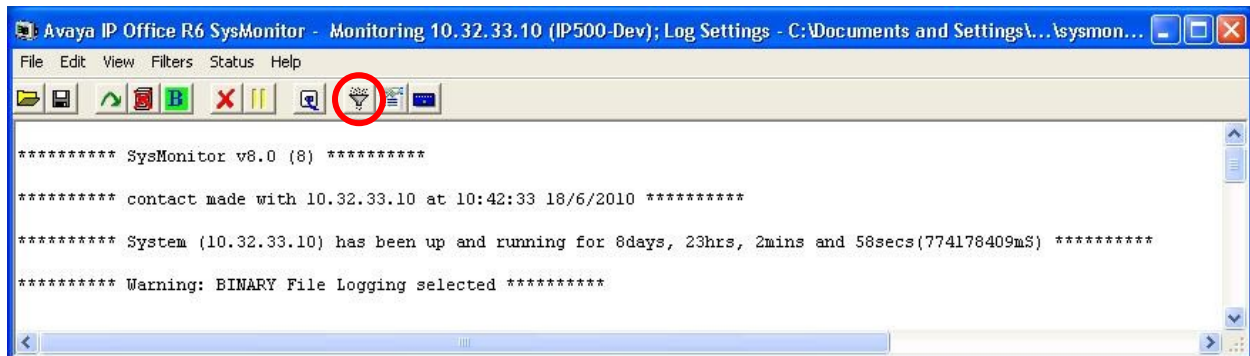 Avaya IP Office R6 SysMonitor - Monitoring 10.32.33.10 (IP500-Dev); Log Settings - C:\Documents and Settings\...\sysmon...
File Edit View Filters Status Help
B
********** SysMonitor v8.0 (8) **********
********** contact made with 10.32.33.10 at 10:42:33 18/6/2010 **********
********** System (10.32.33.10) has been up and running for 8days, 23hrs, 2mins and 58secs(774178409mS) **********
********** Warning: BINARY File Logging selected **********